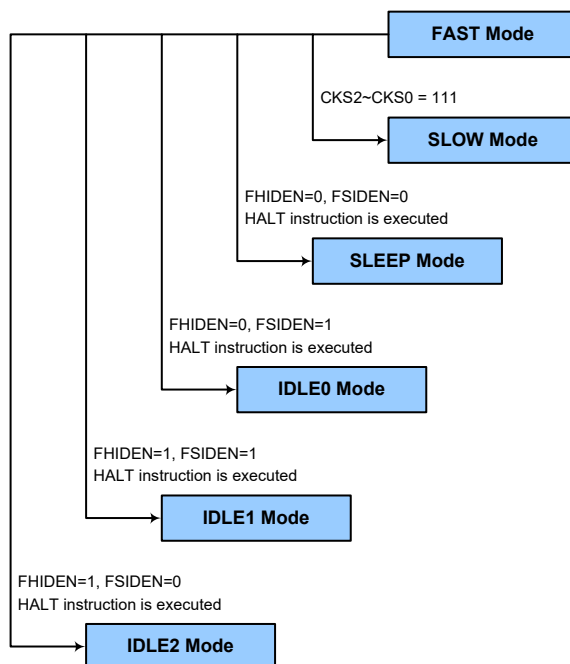 FAST Mode
CKS2~CKS0 = 111
SLOW Mode
FHIDEN=0, FSIDEN=0
HALT instruction is executed
SLEEP Mode
FHIDEN=0, FSIDEN=1
HALT instruction is executed
IDLE0 Mode
FHIDEN=1, FSIDEN=1
HALT instruction is executed
IDLE1 Mode
FHIDEN=1, FSIDEN=0
HALT instruction is executed
IDLE2 Mode